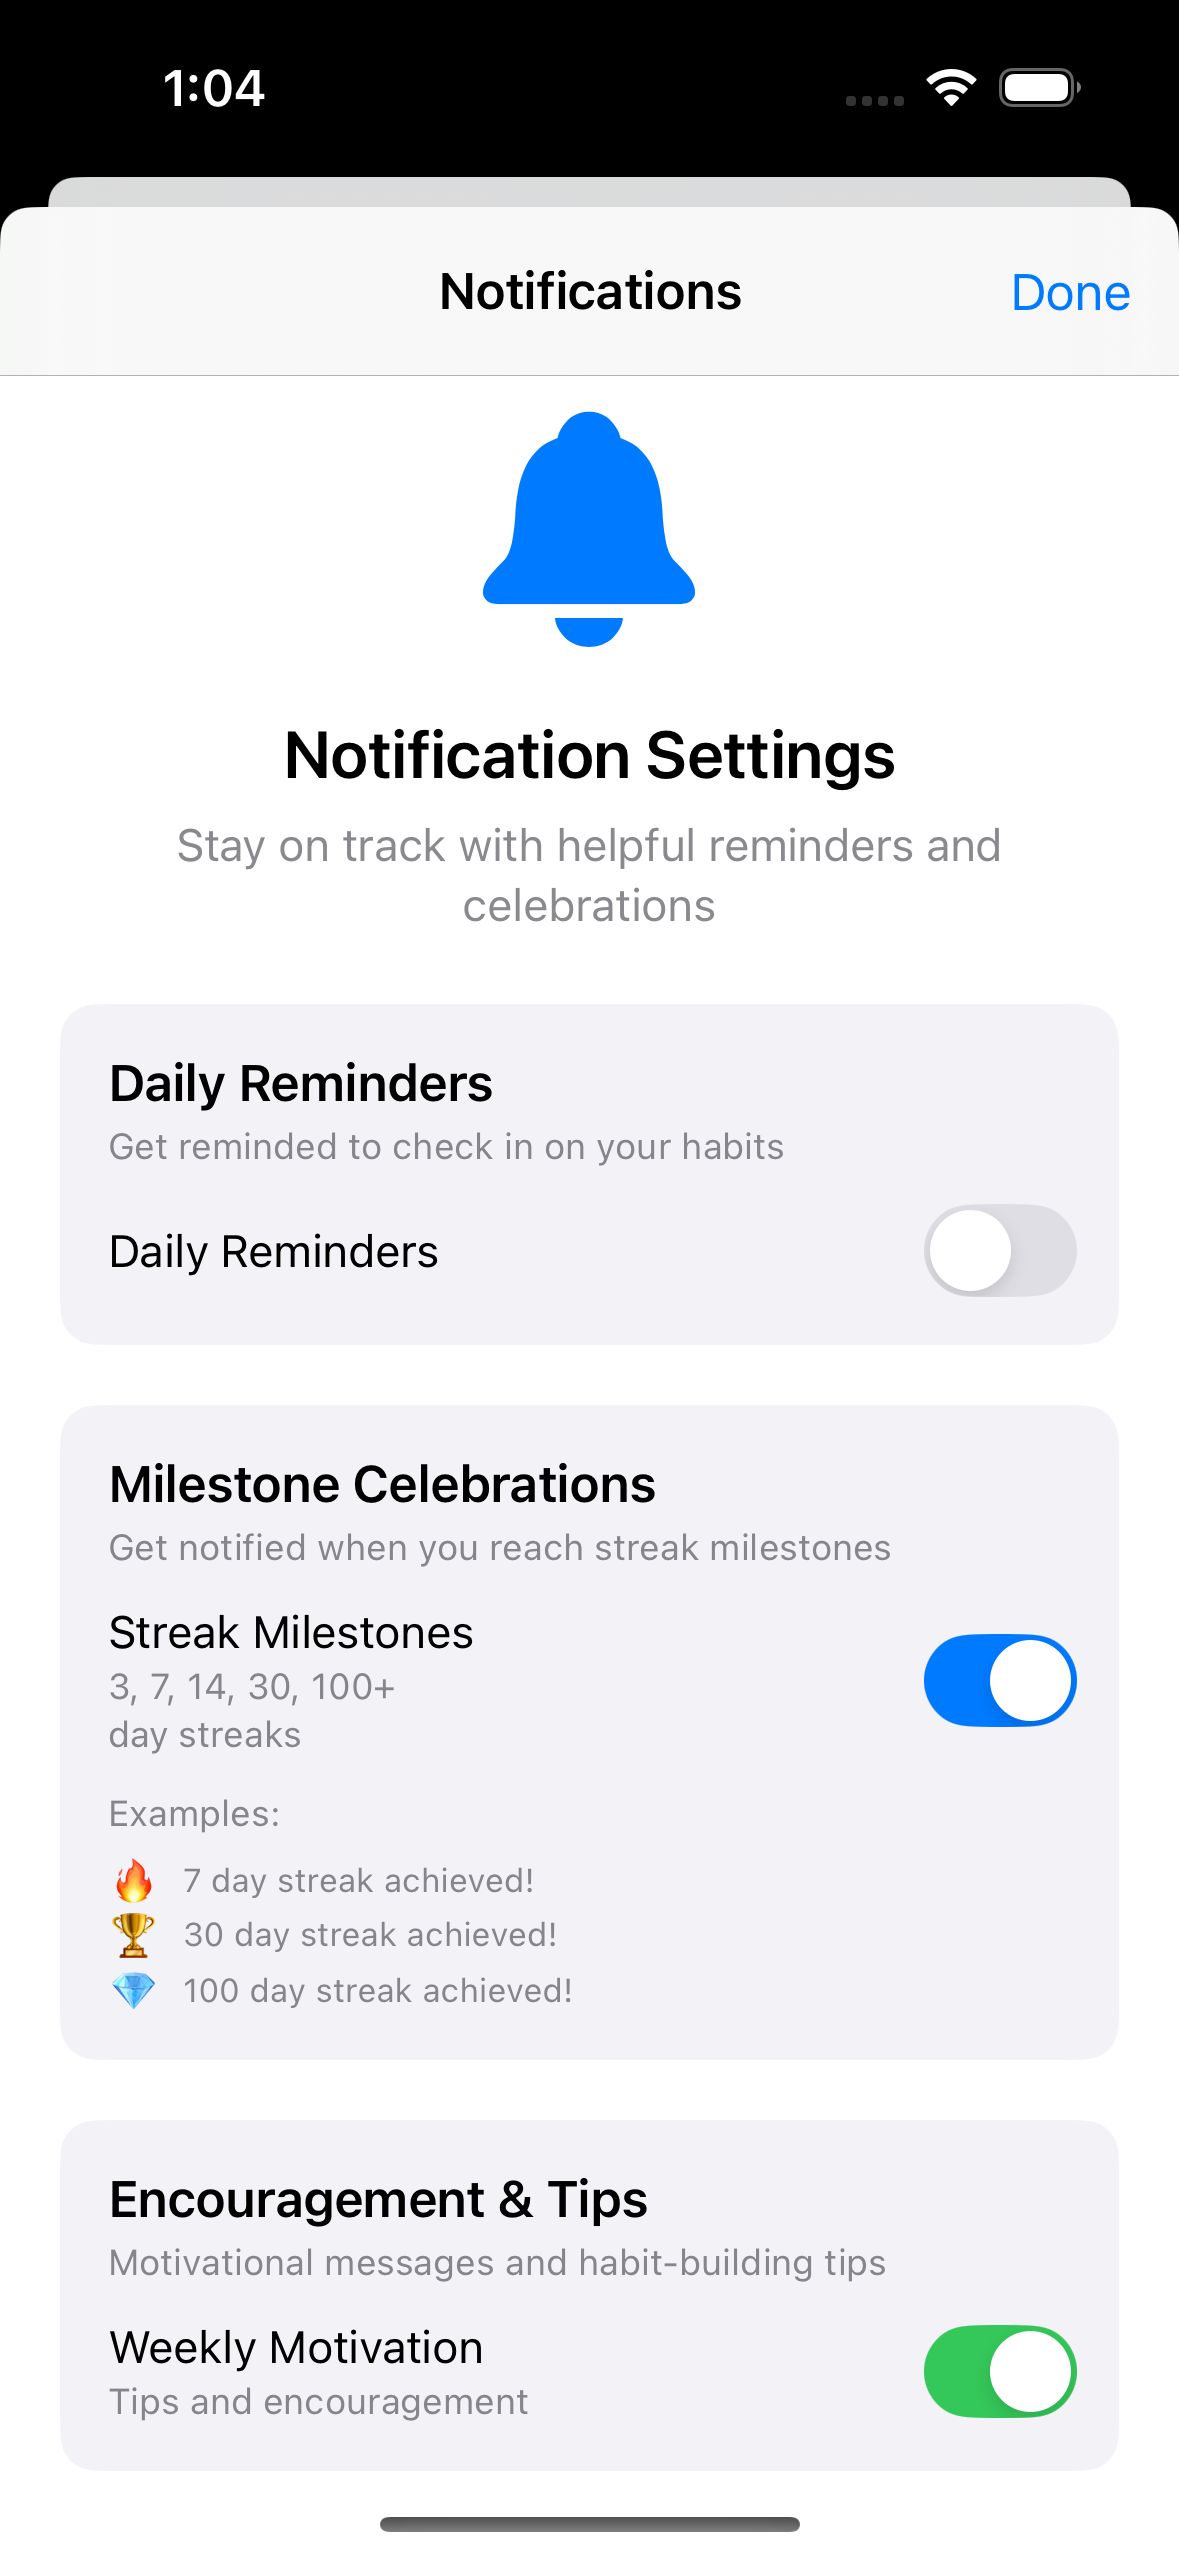 1:04
Notifications
Done
Notification Settings
Stay on track with helpful reminders and
celebrations
Daily Reminders
Get reminded to check in on your habits
Daily Reminders
Milestone Celebrations
Get notified when you reach streak milestones
Streak Milestones
3, 7, 14, 30, 100+
day streaks
Examples:
🔥 7 day streak achieved!
🏆 30 day streak achieved!
💎 100 day streak achieved!
Encouragement & Tips
Motivational messages and habit-building tips
Weekly Motivation
Tips and encouragement